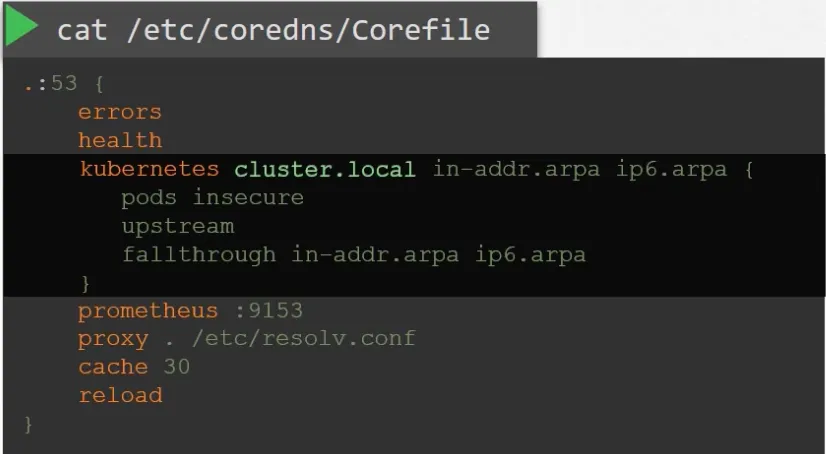 cat /etc/coredns/Corefile
.:53 {
errors
health
kubernetes cluster.local in-addr.arpa ip6.arpa {
pods insecure
upstream
fallthrough in-addr.arpa ip6.arpa
}
prometheus :9153
proxy . /etc/resolv.conf
cache 30
reload
}